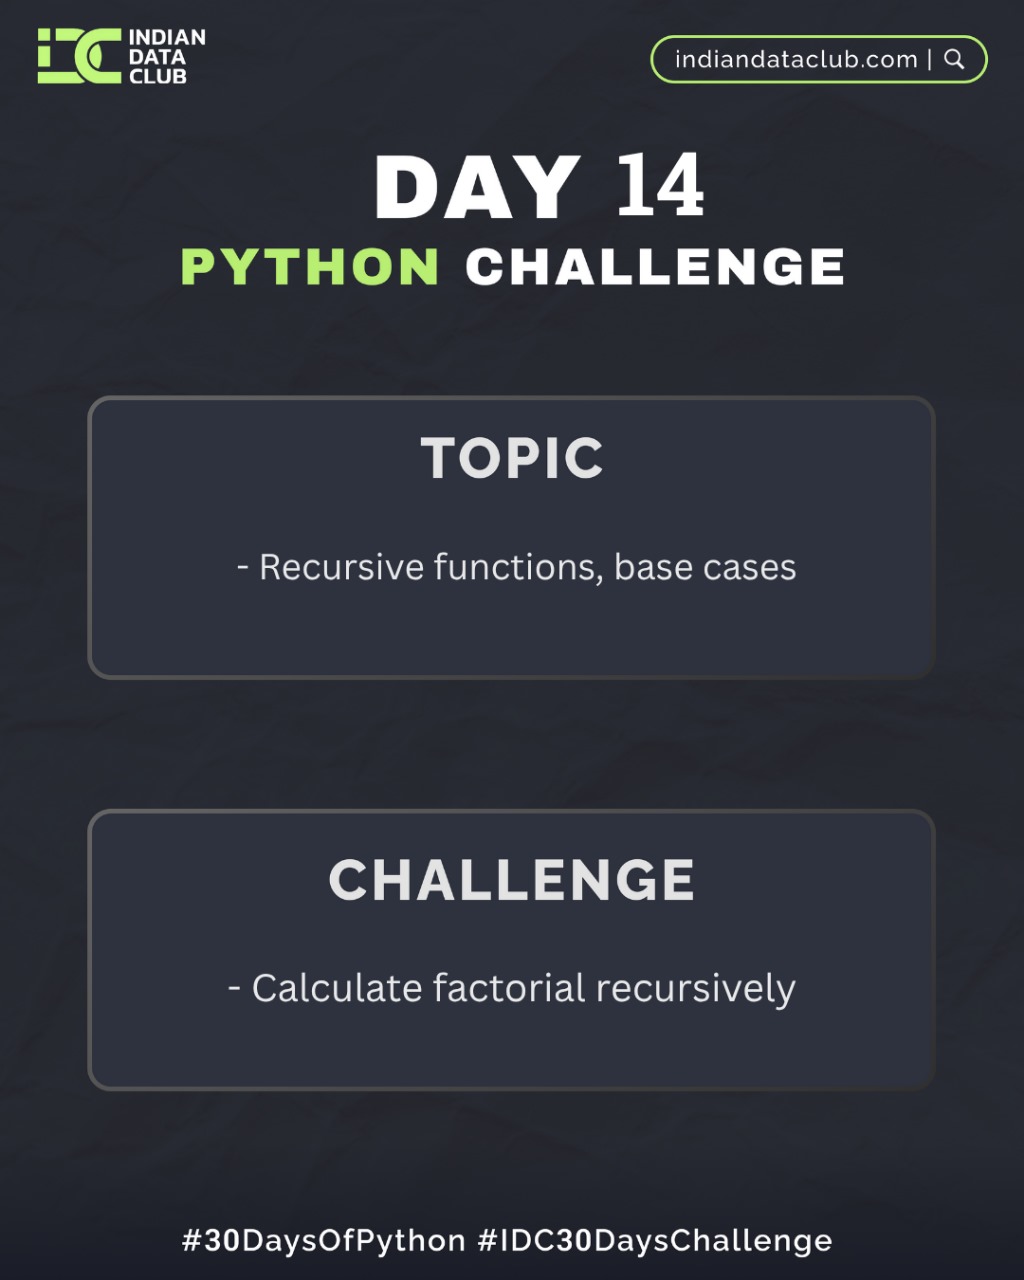 INDIAN
DATA
CLUB
indiandataclub.com |
DAY 14
PYTHON CHALLENGE
TOPIC
- Recursive functions, base cases
CHALLENGE
- Calculate factorial recursively
#30DaysOfPython #IDC30DaysChallenge